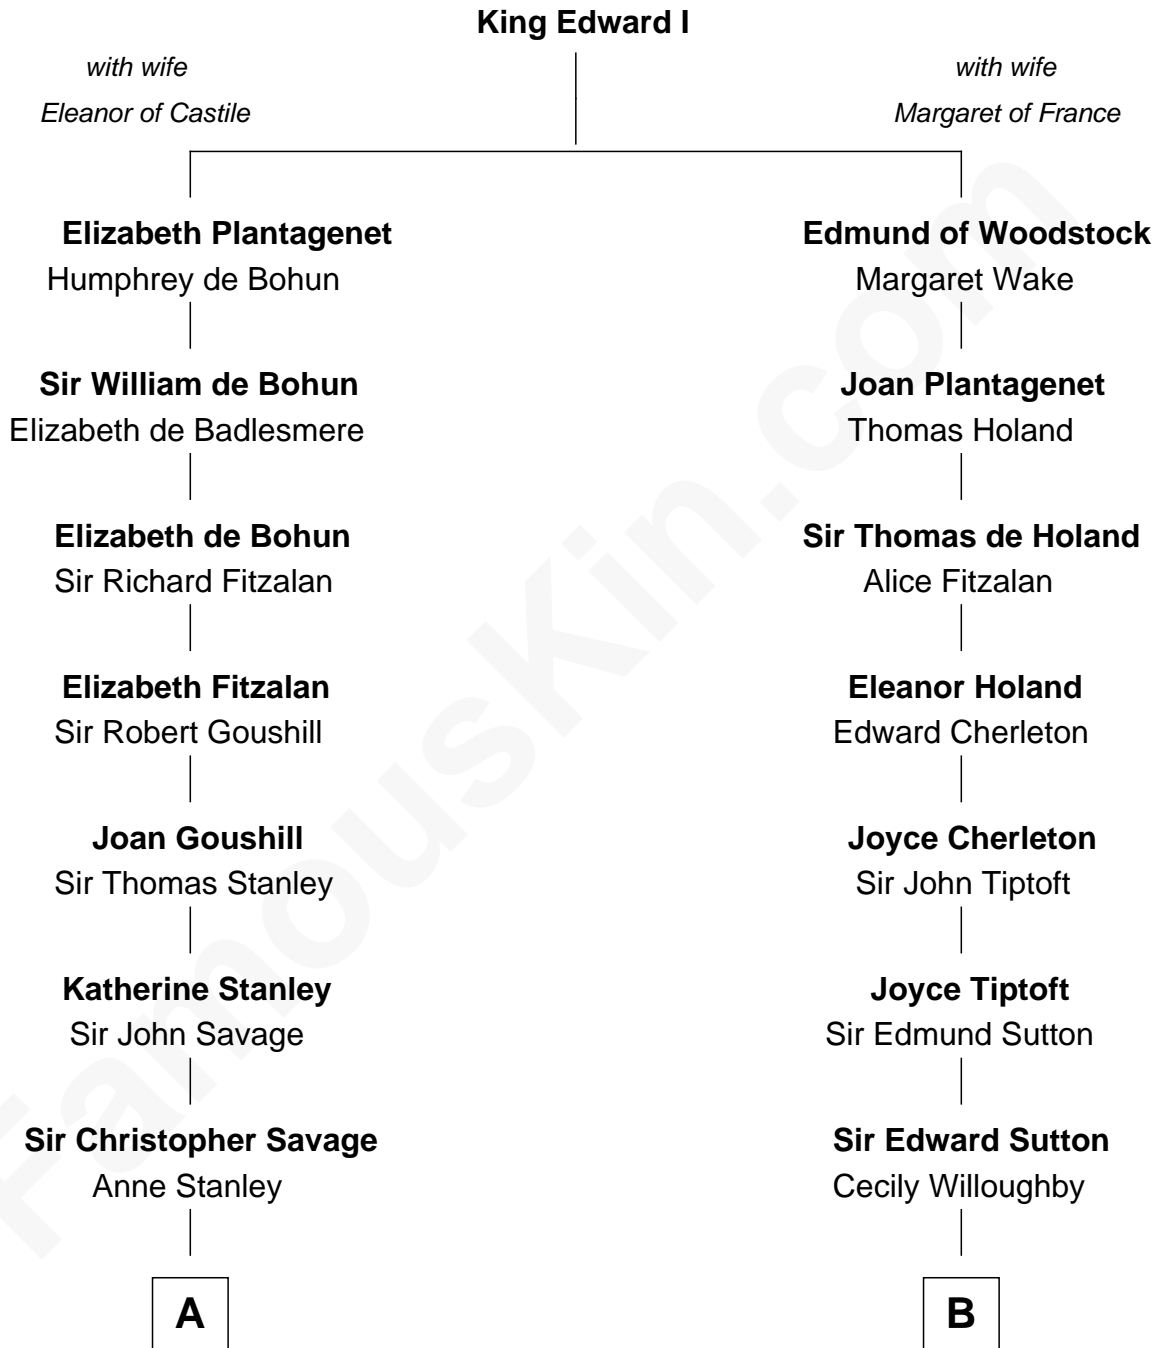 King Edward I
with wife
Eleanor of Castile
with wife
Margaret of France
Elizabeth Plantagenet
Humphrey de Bohun
Edmund of Woodstock
Margaret Wake
Sir William de Bohun
Elizabeth de Badlesmere
Joan Plantagenet
Thomas Holand
Elizabeth de Bohun
Sir Richard Fitzalan
Sir Thomas de Holand
Alice Fitzalan
Elizabeth Fitzalan
Sir Robert Goushill
Eleanor Holand
Edward Cherleton
Joan Goushill
Sir Thomas Stanley
Joyce Cherleton
Sir John Tiptoft
Katherine Stanley
Sir John Savage
Joyce Tiptoft
Sir Edmund Sutton
Sir Christopher Savage
Anne Stanley
Sir Edward Sutton
Cecily Willoughby
A
B
FamousKin.com